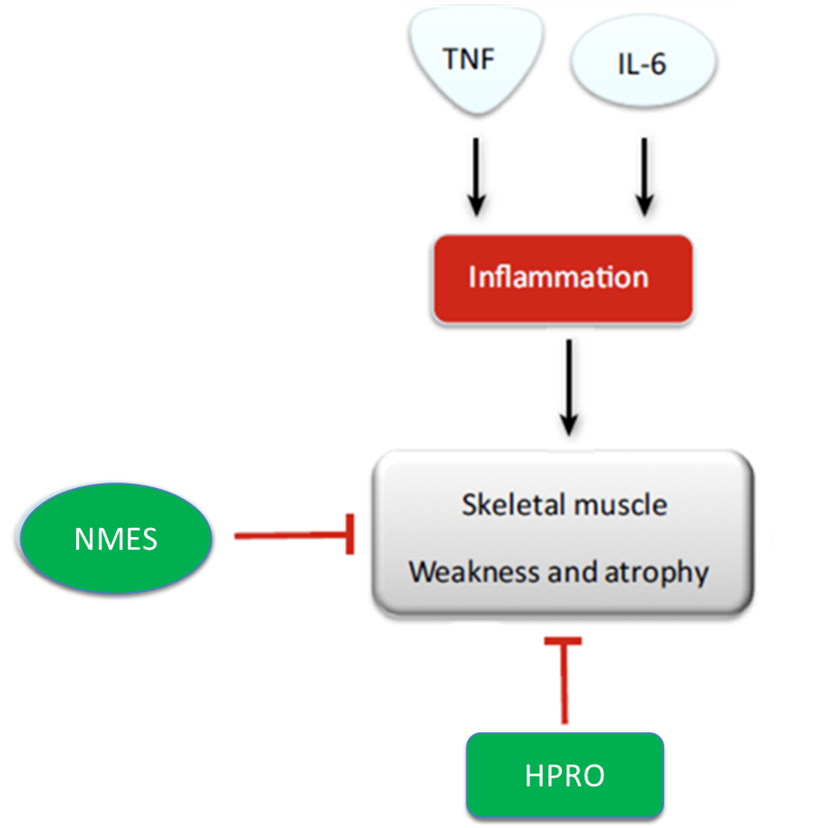 TNF
IL-6
Inflammation
Skeletal muscle
Weakness and atrophy
NMES
HPRO